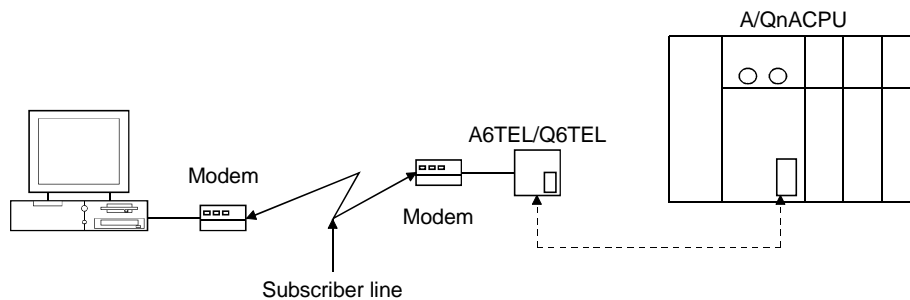 A/QnACPU
A6TEL/Q6TEL
Modem
Modem
Subscriber line